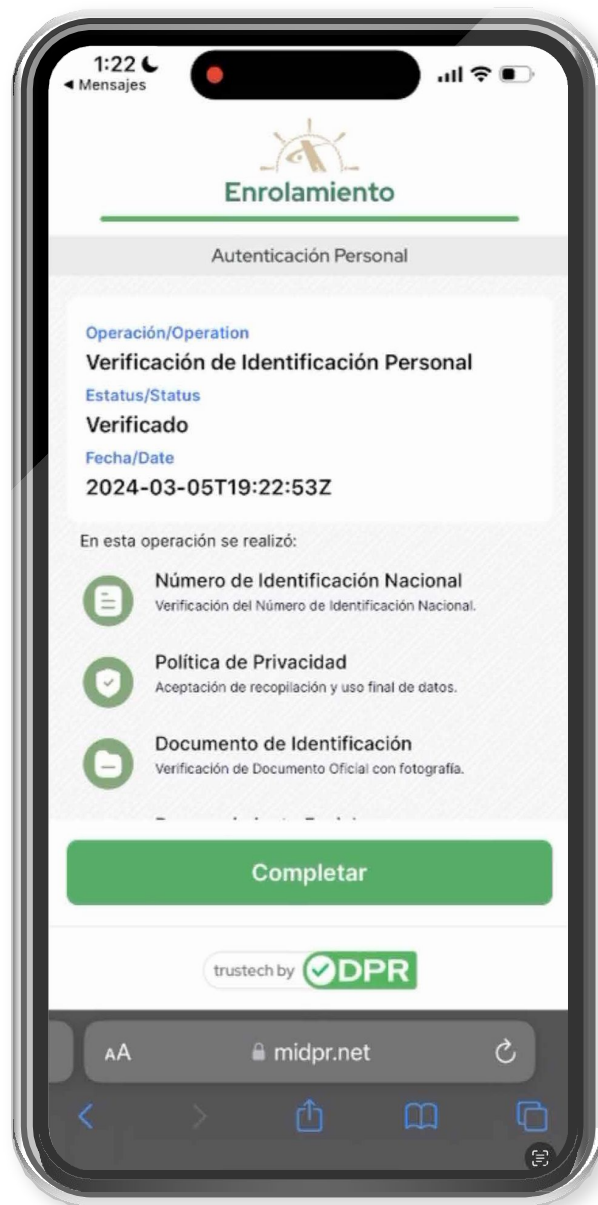 1:22
◀ Mensajes
Enrolamiento
Autenticación Personal
Operación/Operation
Verificación de Identificación Personal
Estatus/Status
Verificado
Fecha/Date
2024-03-05T19:22:53Z
En esta operación se realizó:
Número de Identificación Nacional
Verificación del Número de Identificación Nacional.
Política de Privacidad
Aceptación de recopilación y uso final de datos.
Documento de Identificación
Verificación de Documento Oficial con fotografía.
Completar
trustech by DPR
AA midpr.net